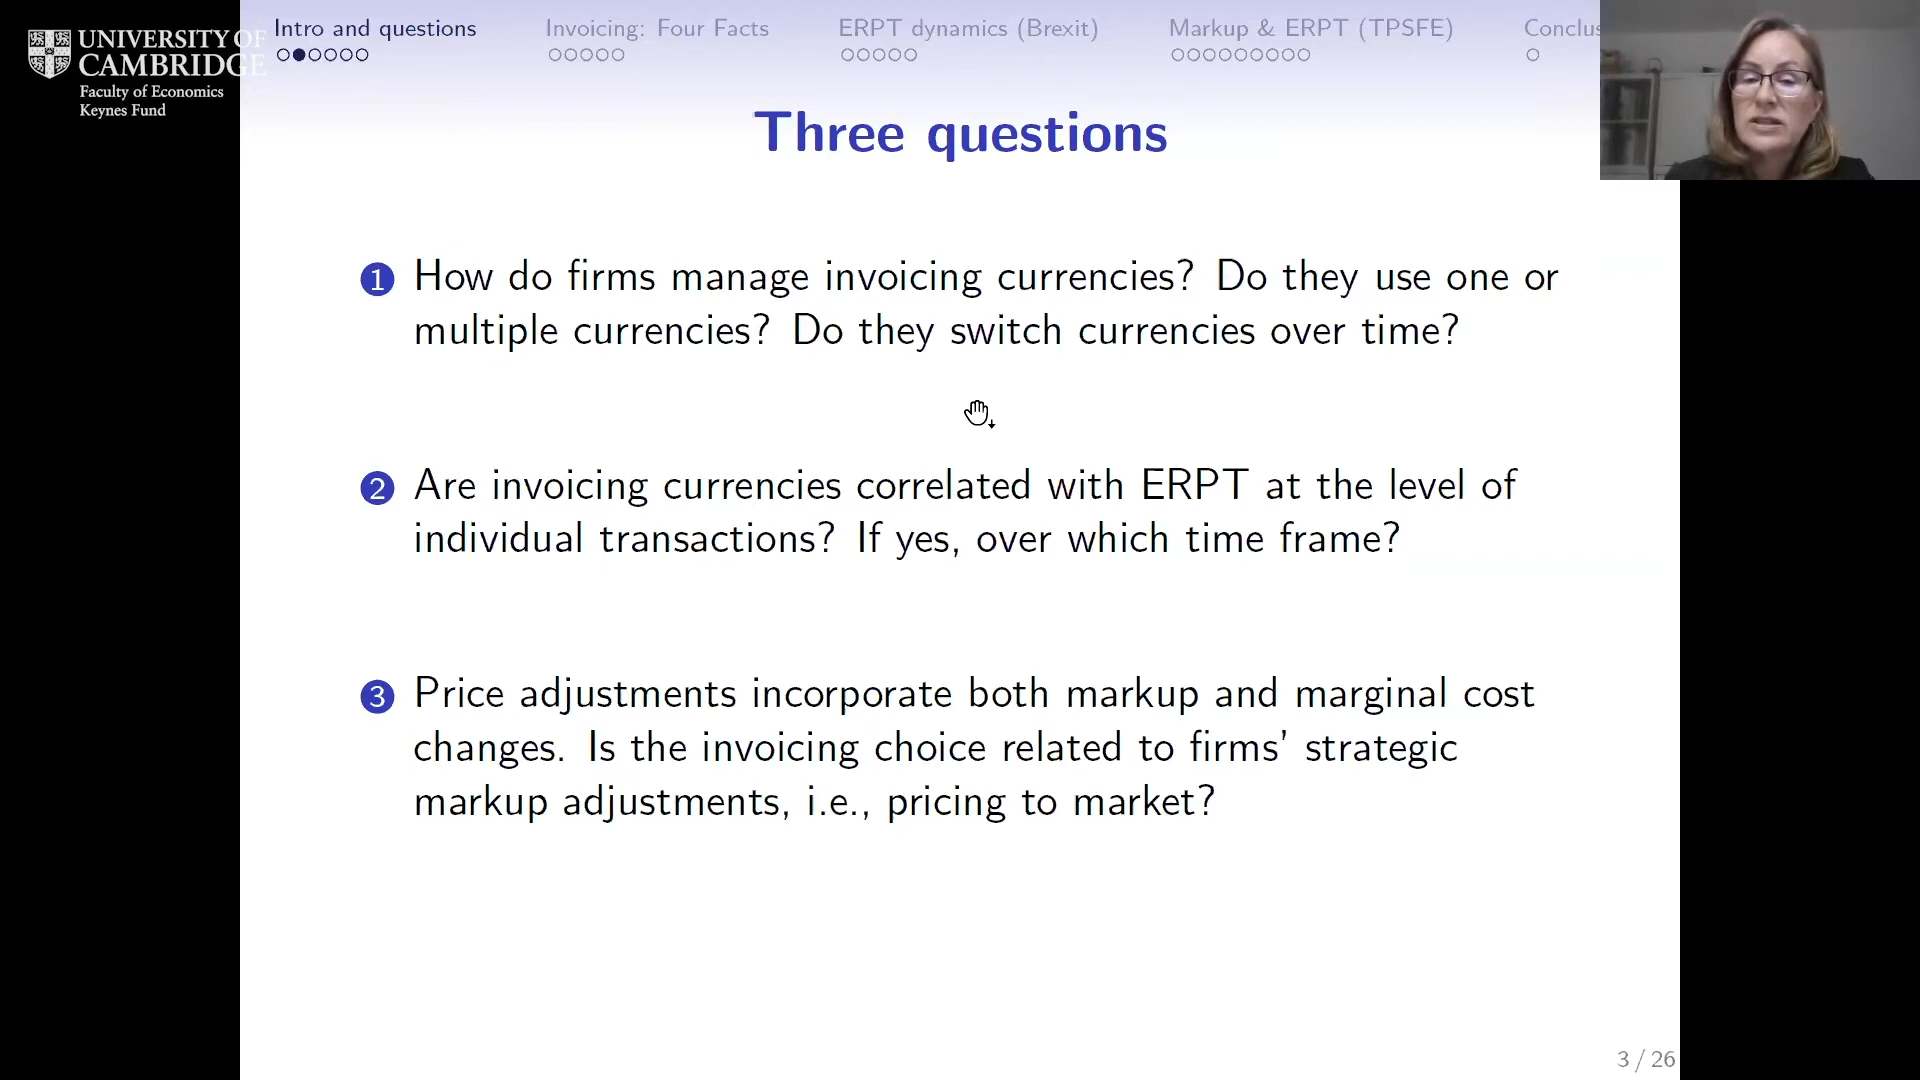 UNIVERSITY OF
CAMBRIDGE
Faculty of Economics
Keynes Fund
Intro and questions
Invoicing: Four Facts
ERPT dynamics (Brexit)
Markup & ERPT (TPSFE)
Conclus
Three questions
1 How do firms manage invoicing currencies? Do they use one or
multiple currencies? Do they switch currencies over time?
2 Are invoicing currencies correlated with ERPT at the level of
individual transactions? If yes, over which time frame?
3 Price adjustments incorporate both markup and marginal cost
changes. Is the invoicing choice related to firms' strategic
markup adjustments, i.e., pricing to market?
3 / 26